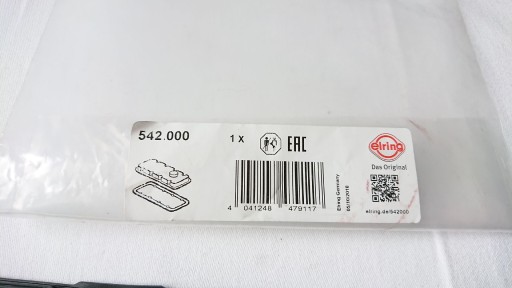 542.000
1 X
EAC
elring
Das Original
4 041248 479117
Elring Germany
elring.de/542000